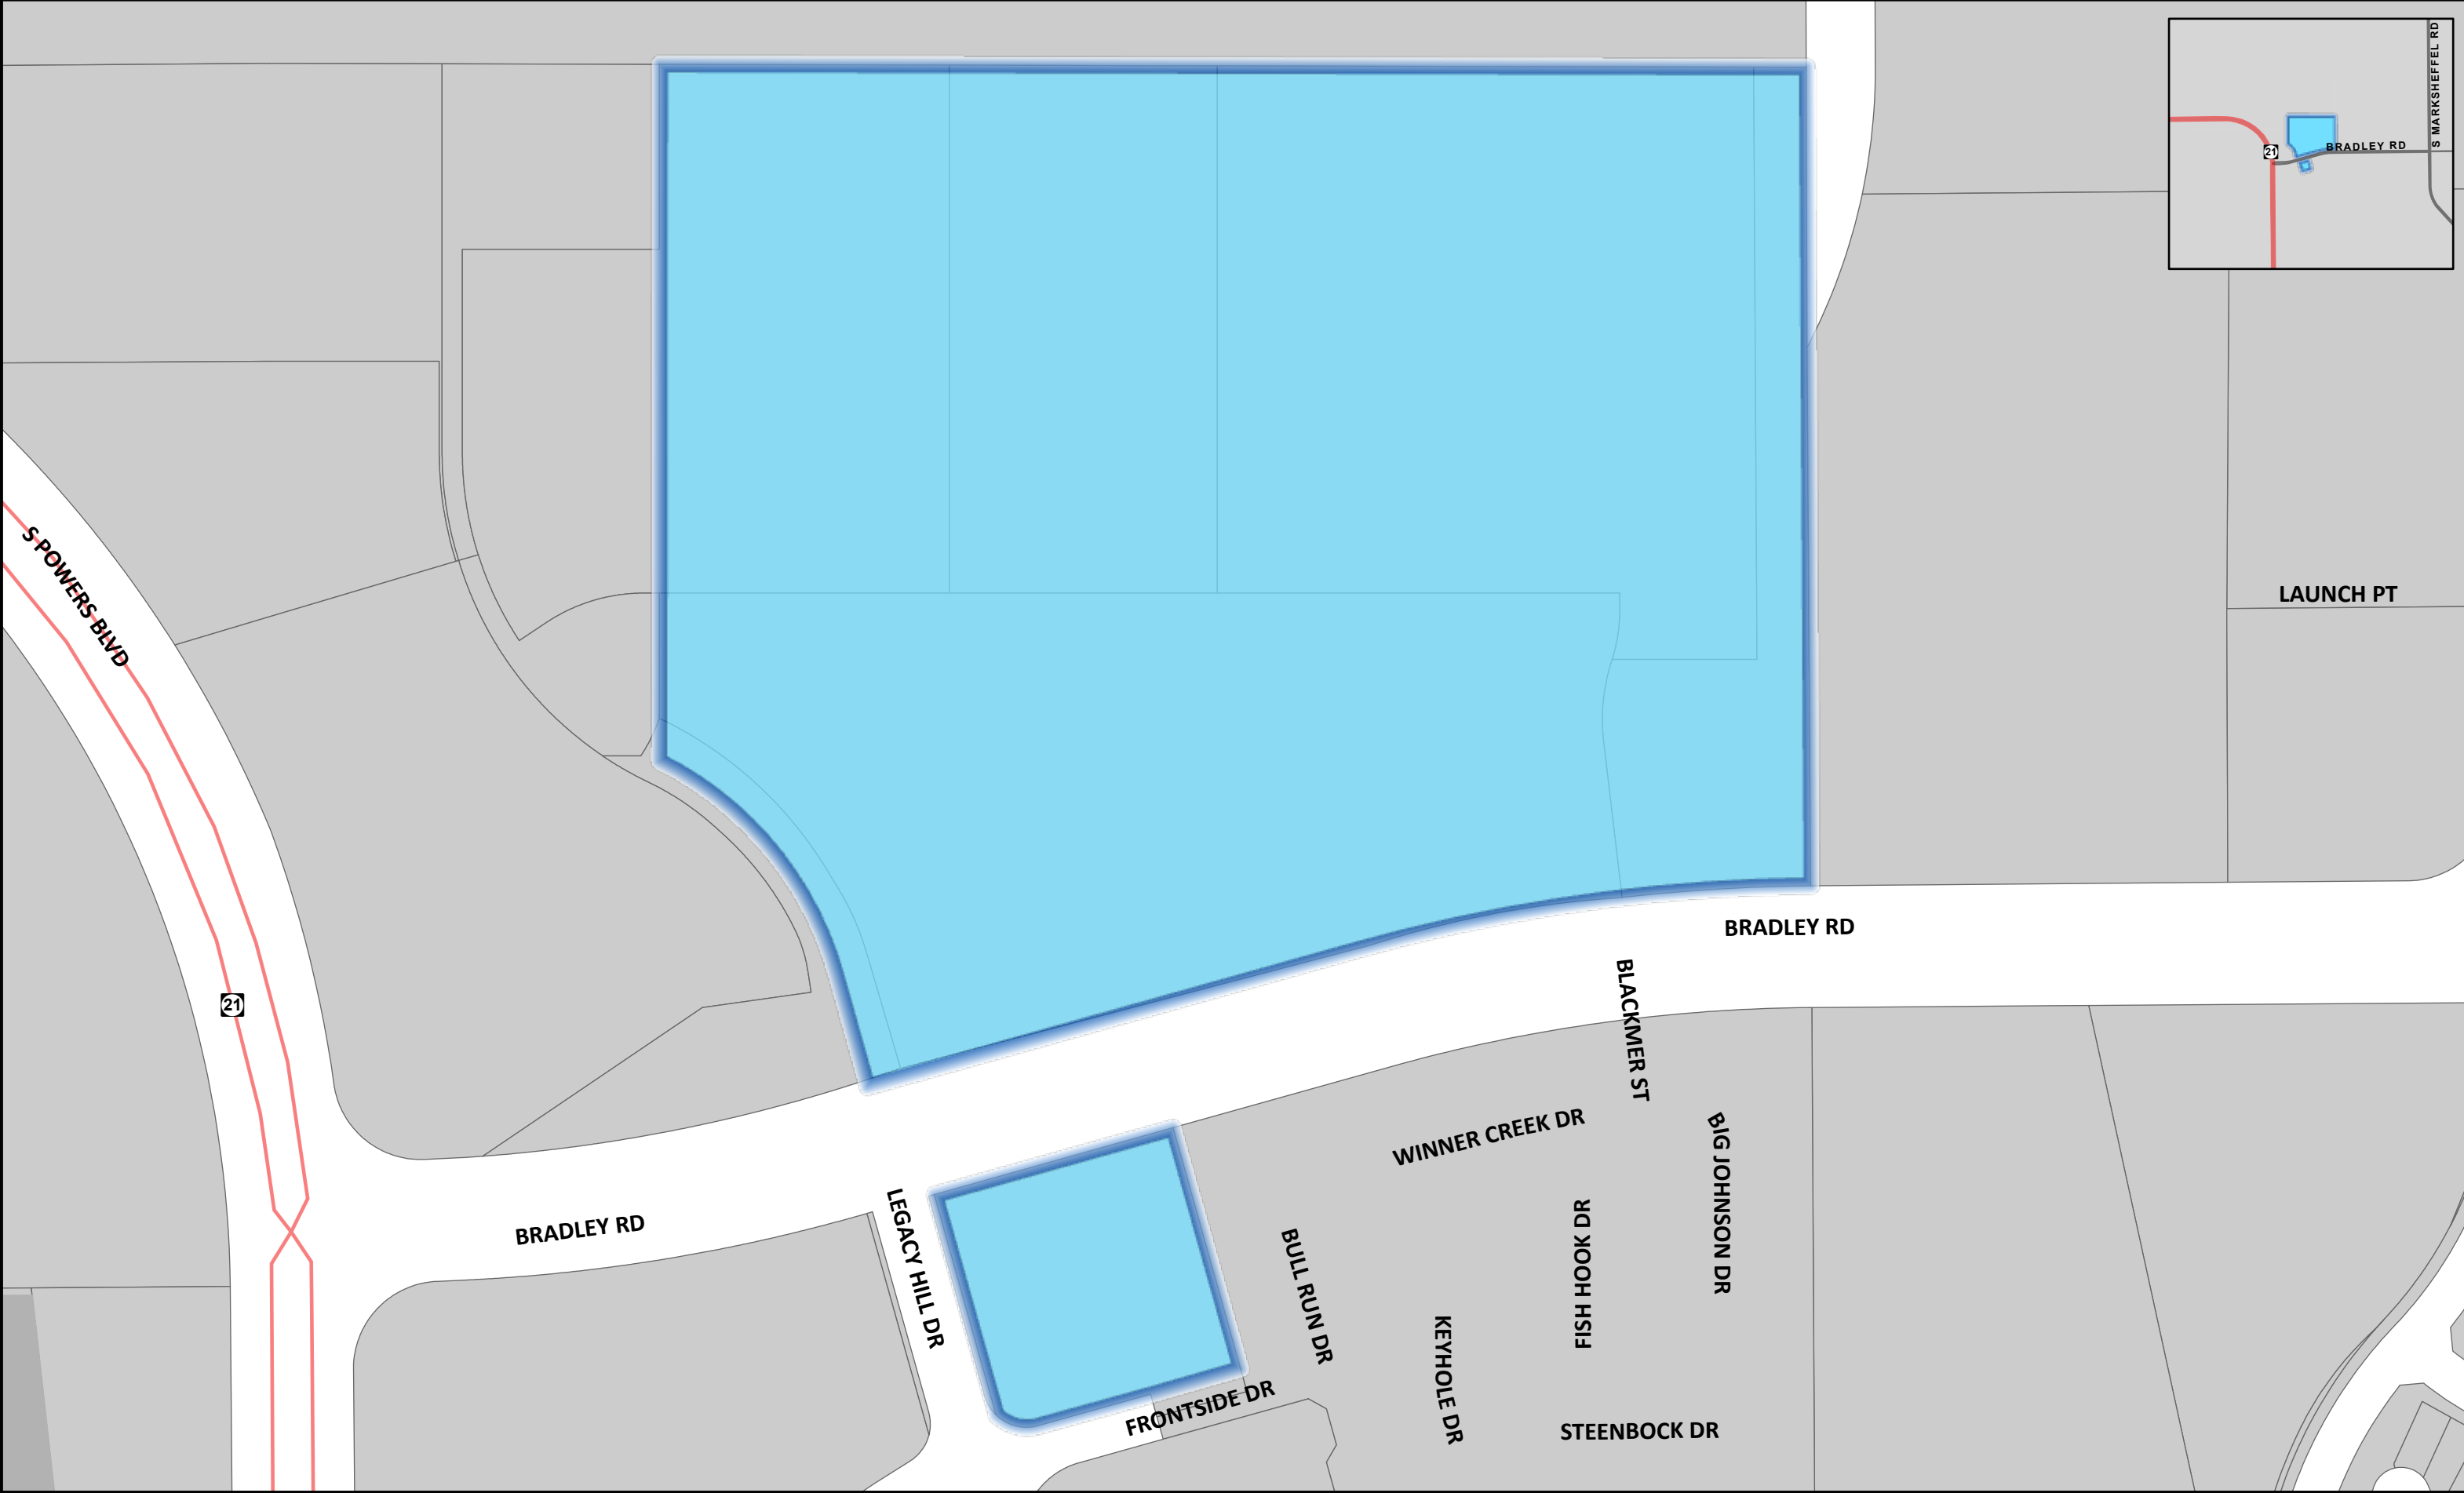 S MARKSHEFFEL RD
BRADLEY RD
21
S POWERS BLVD
LAUNCH PT
BRADLEY RD
21
BLACKMER ST
WINNER CREEK DR
BIG JOHNSON DR
LEGACY HILL DR
BRADLEY RD
BULL RUN DR
FISH HOOK DR
KEYHOLE DR
FRONTSIDE DR
STEENBOCK DR